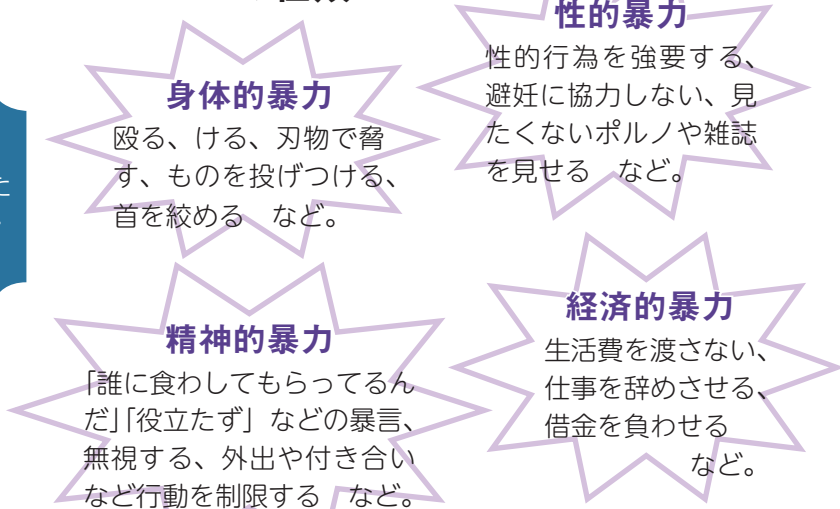 身体的暴力
殴る、ける、刃物で脅
す、ものを投げつける、
首を絞める　など。
性的暴力
性的行為を強要する、
避妊に協力しない、見
たくないポルノや雑誌
を見せる　など。
精神的暴力
「誰に食わしてもらってるん
だ」「役立たず」などの暴言、
無視する、外出や付き合い
など行動を制限する　など。
経済的暴力
生活費を渡さない、
仕事を辞めさせる、
借金を負わせる
など。